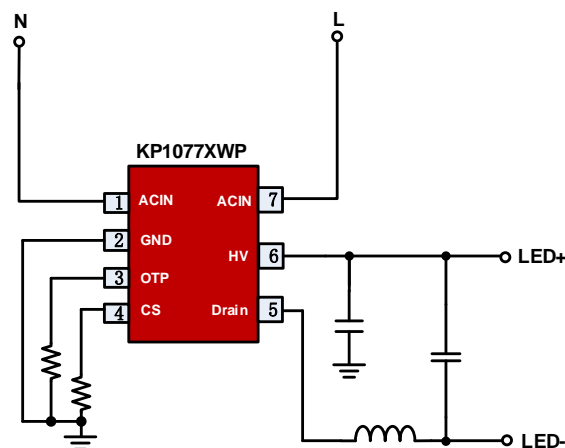 N
L
KP1077XWP
1 ACIN
ACIN 7
2 GND
HV 6
3 OTP
4 CS
Drain 5
LED+
LED-